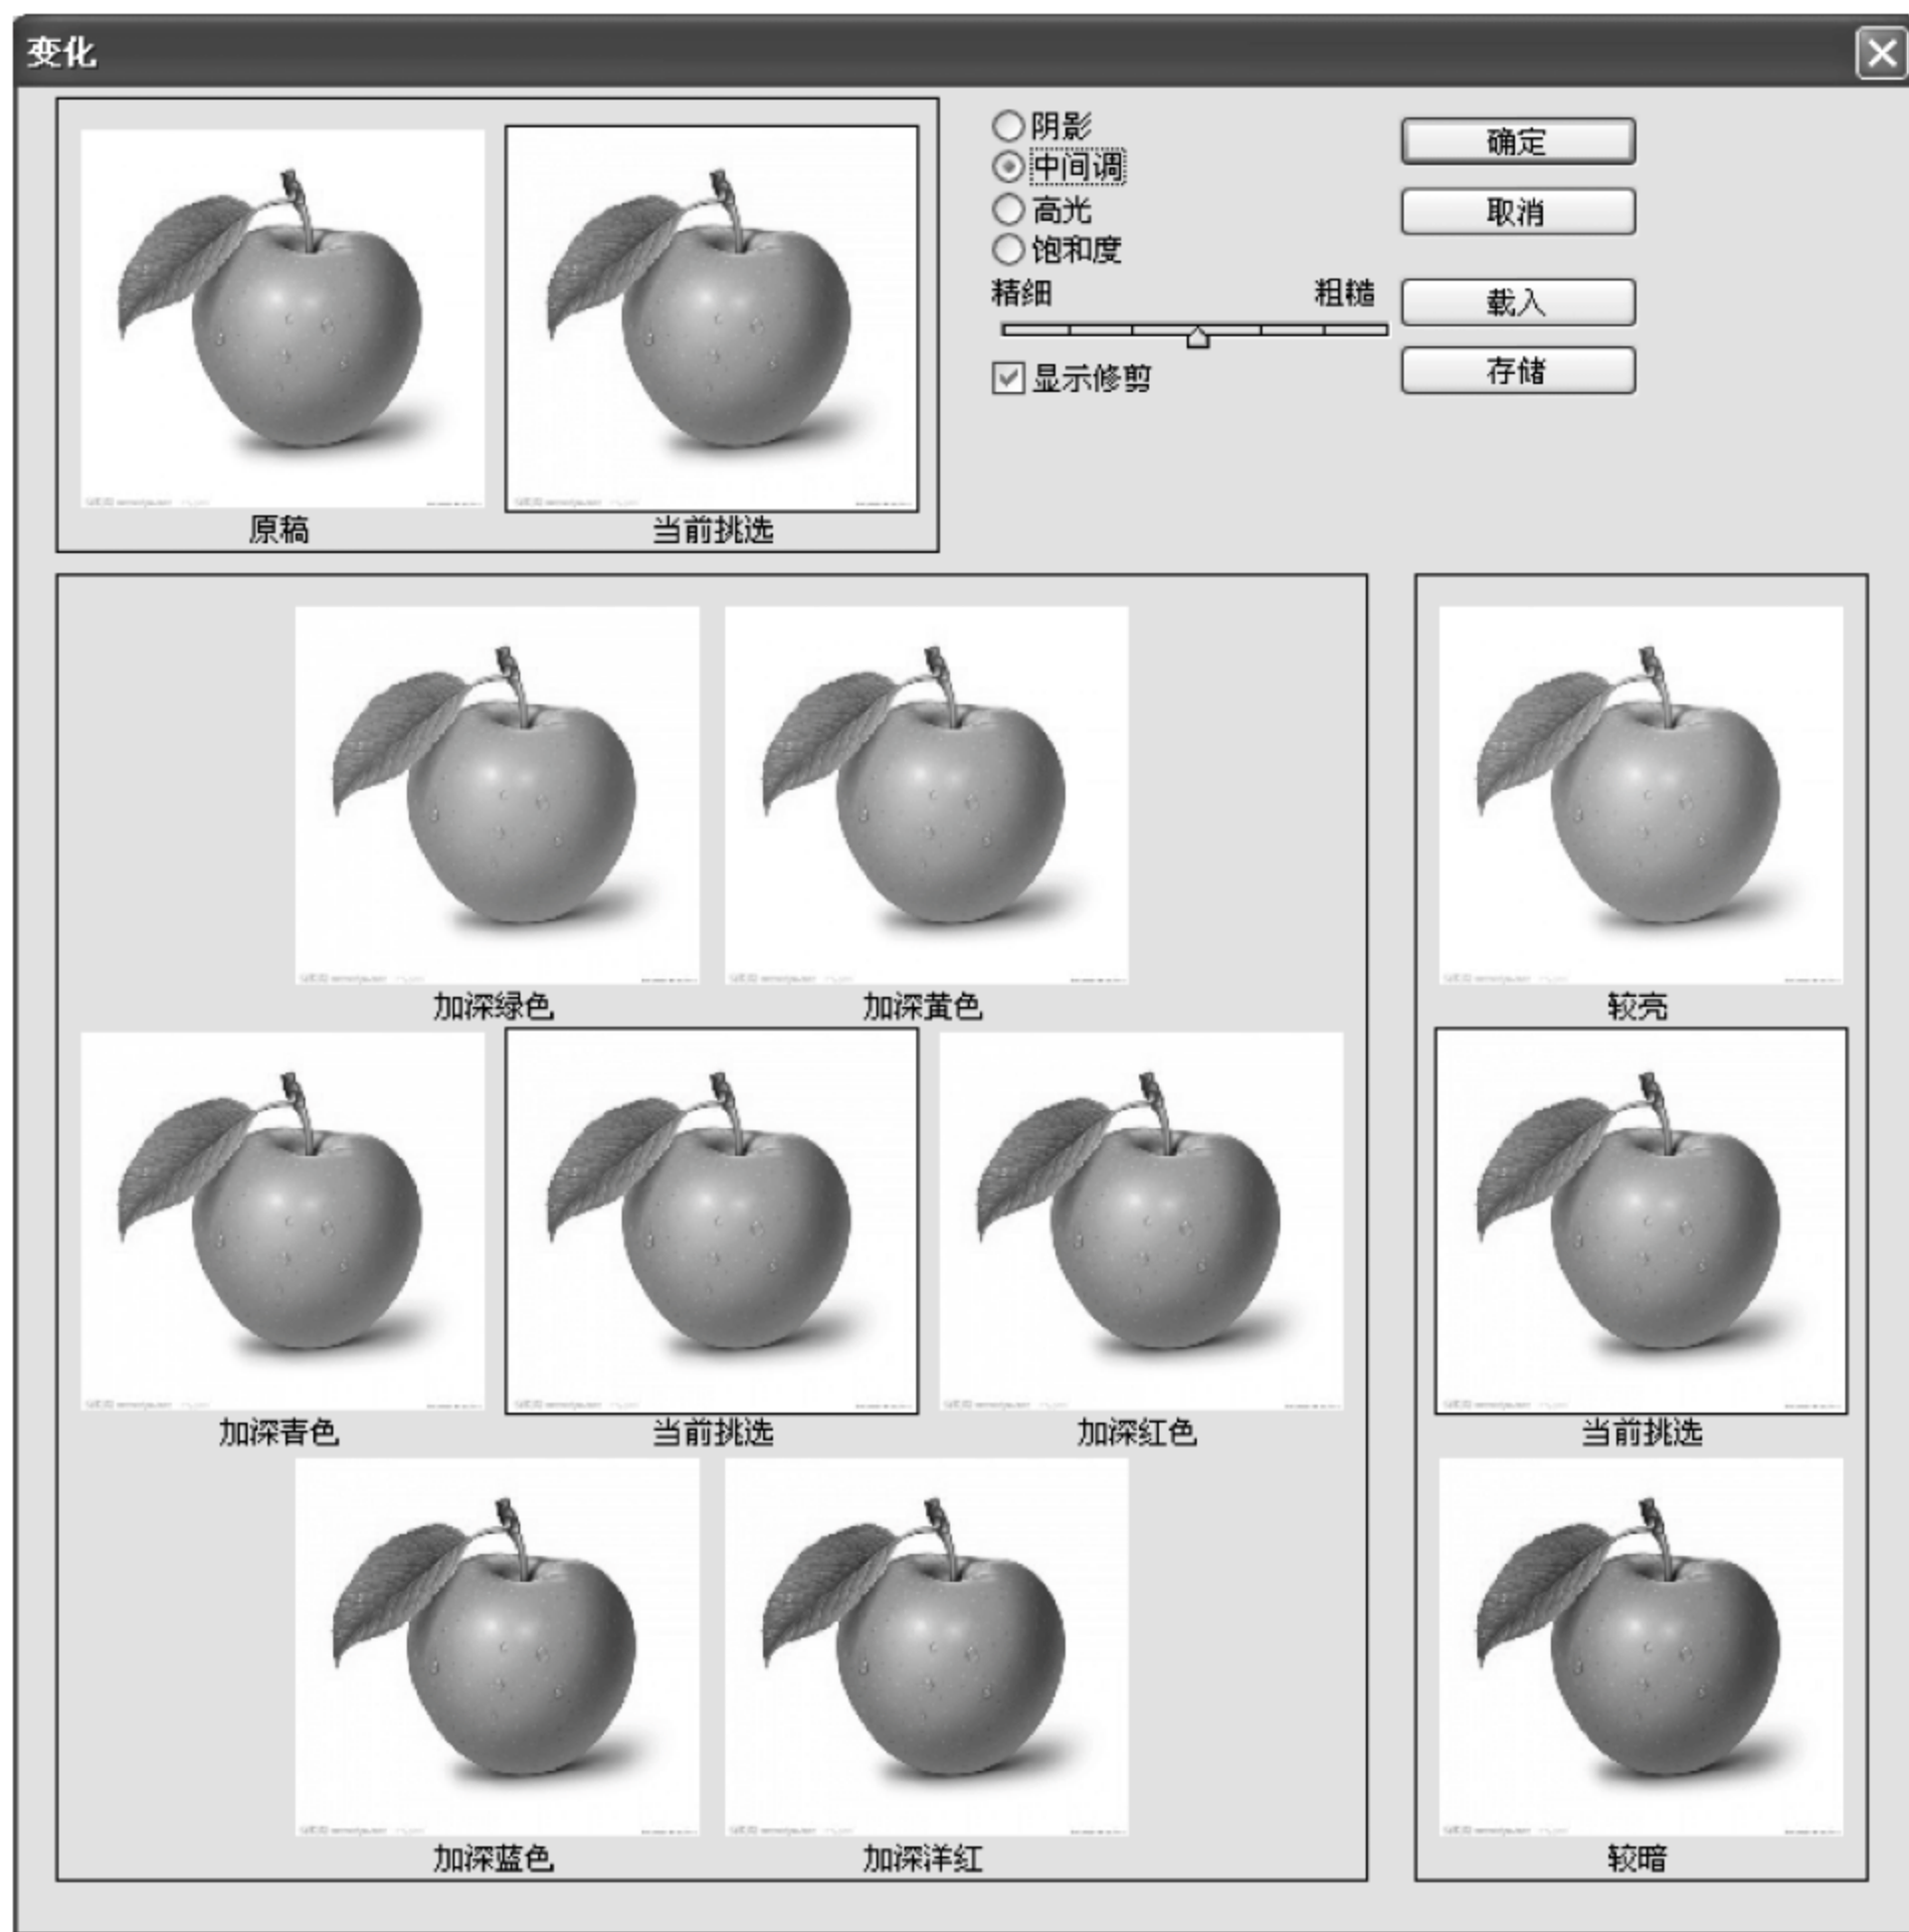 变化
阴影
中间调
高光
饱和度
精细 粗糙
显示修剪
确定
取消
载入
存储
原稿 当前挑选
加深绿色 加深黄色
加深青色 当前挑选 加深红色
加深蓝色 加深洋红
较亮
当前挑选
较暗